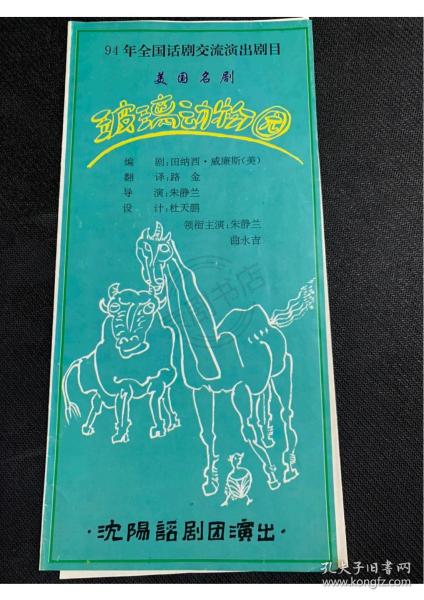 94年全国话剧交流演出剧目
美国名剧
玻璃动物园
编 剧:田纳西·威廉斯(美)
翻 译:路 金
导 演:朱静兰
设 计:杜天鹏
领衔主演:朱静兰
曲永吉
·沈陽話剧团演出·
孔夫子旧书网
www.kongfz.com